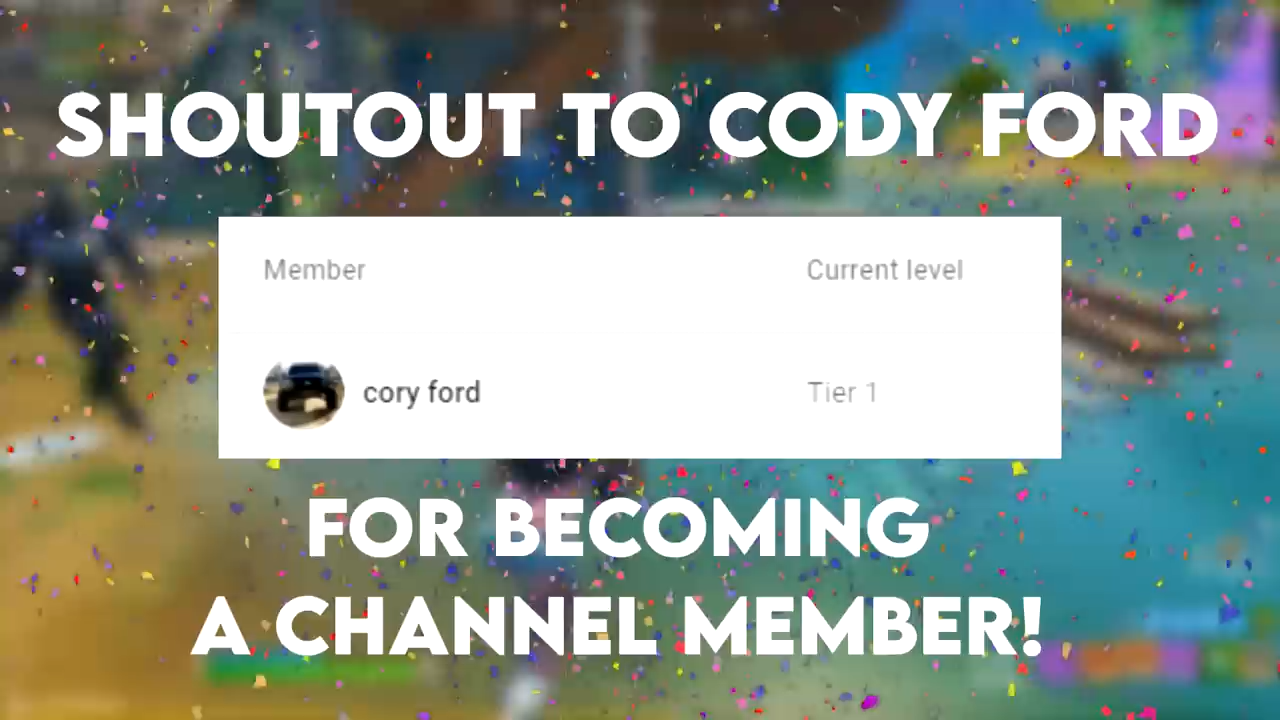 SHOUTOUT TO CODY FORD
Member Current level
cory ford Tier 1
FOR BECOMING
A CHANNEL MEMBER!